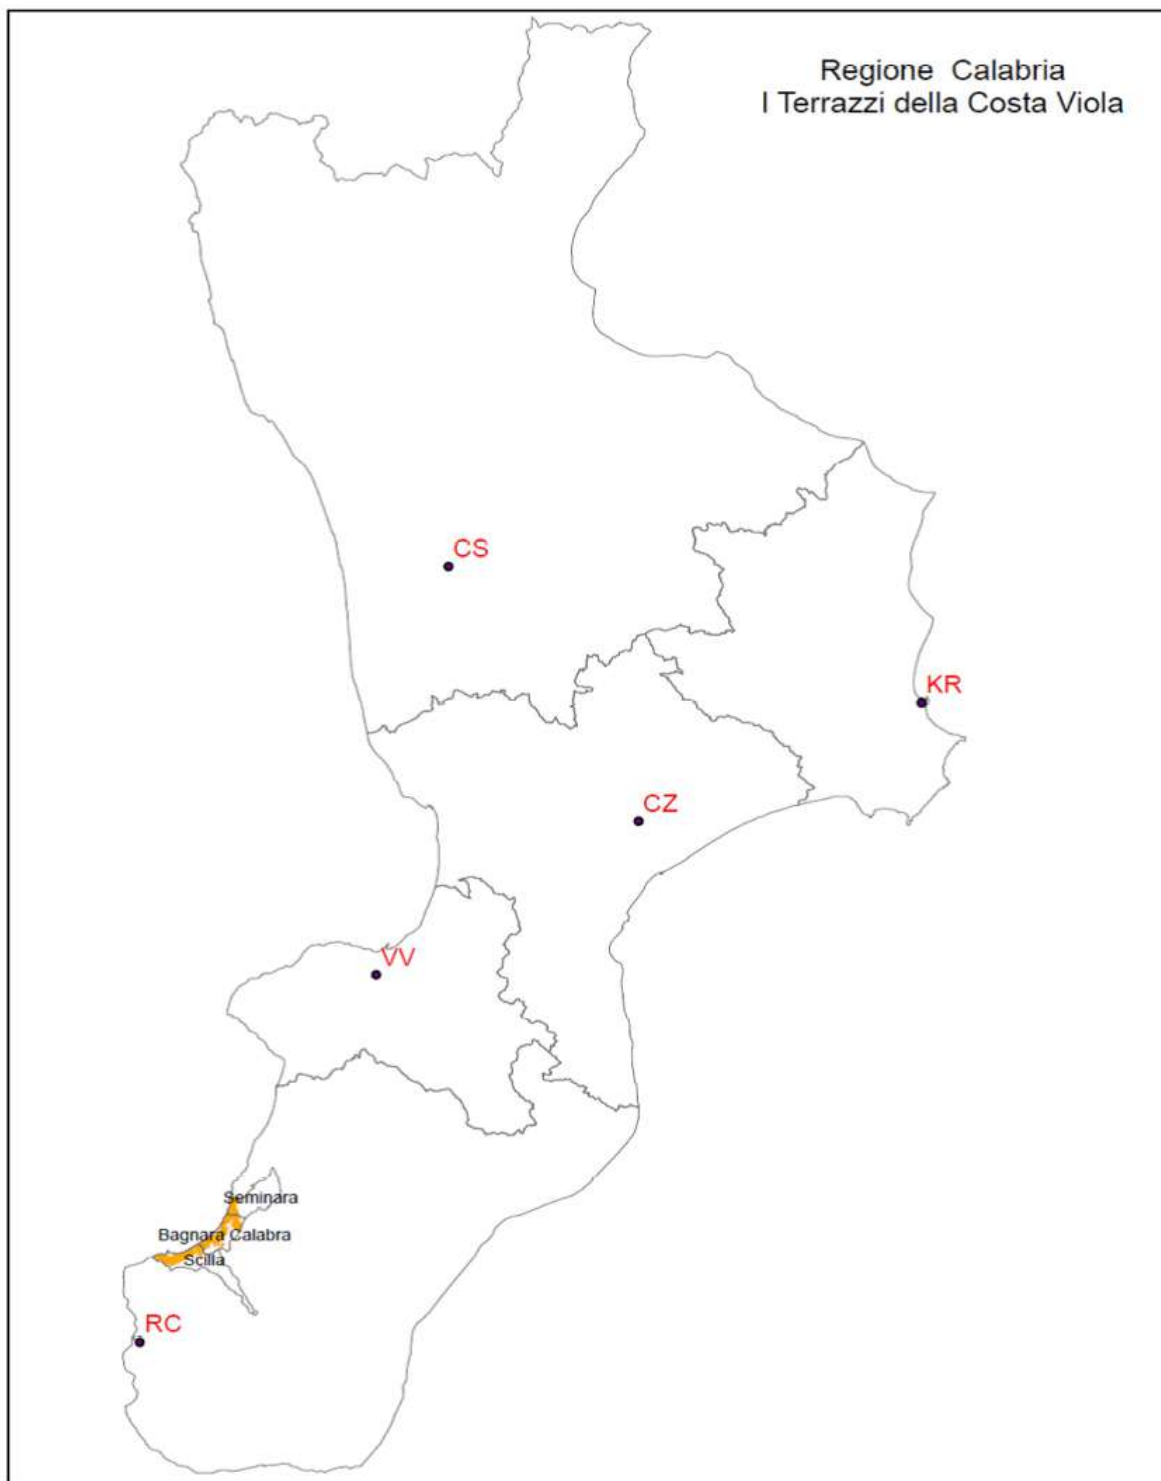 Regione Calabria
I Terrazzi della Costa Viola
CS
KR
CZ
VV
Seminara
Bagnara Calabra
Scilla
RC